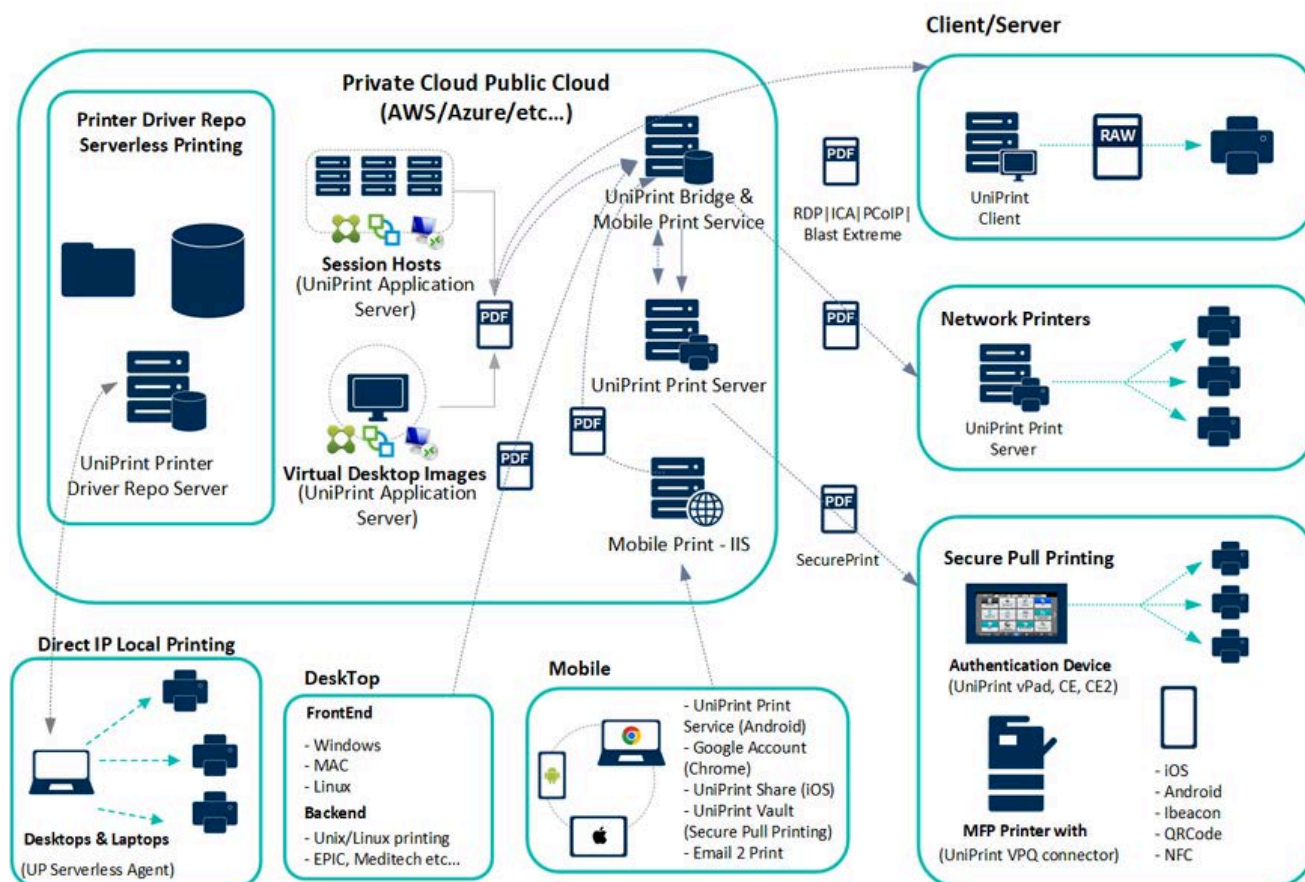 Client/Server
Private Cloud Public Cloud
(AWS/Azure/etc...)
Printer Driver Repo
Serverless Printing
UniPrint Printer
Driver Repo Server
Session Hosts
(UniPrint Application
Server)
PDF
Virtual Desktop Images
(UniPrint Application
Server)
PDF
UniPrint Bridge &
Mobile Print Service
UniPrint Print Server
PDF
Mobile Print - IIS
PDF
RDP|ICA|PCoIP|
Blast Extreme
PDF
PDF
SecurePrint
UniPrint
Client
RAW
Network Printers
UniPrint Print
Server
Secure Pull Printing
Authentication Device
(UniPrint vPad, CE, CE2)
MFP Printer with
(UniPrint VPQ connector)
- iOS
- Android
- Ibeacon
- QRCode
- NFC
Direct IP Local Printing
Desktops & Laptops
(UP Serverless Agent)
DeskTop
FrontEnd
- Windows
- MAC
- Linux
Backend
- Unix/Linux printing
- EPIC, Meditech etc...
Mobile
- UniPrint Print
Service (Android)
- Google Account
(Chrome)
- UniPrint Share (iOS)
- UniPrint Vault
(Secure Pull Printing)
- Email 2 Print